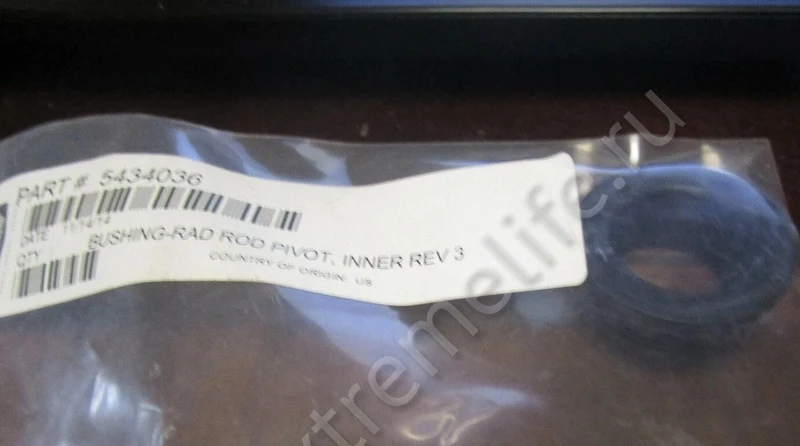 PART #: 5434036
DATE: 11/14/14
BUSHING-RAD ROD PIVOT, INNER REV 3
QTY
COUNTRY OF ORIGIN: US
xtremelife.ru